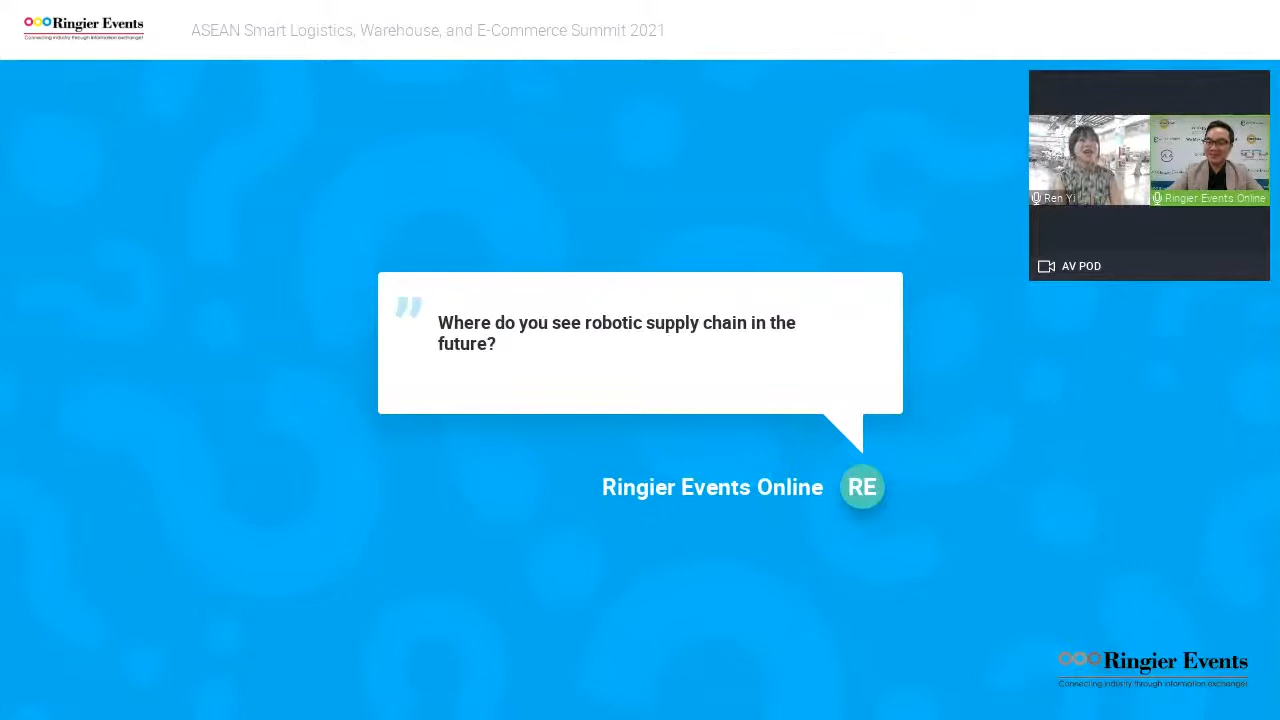 Ringier Events
Connecting industry through information exchange!
ASEAN Smart Logistics, Warehouse, and E-Commerce Summit 2021
Ren Yi
Ringier Events Online
AV POD
Where do you see robotic supply chain in the
future?
Ringier Events Online
RE
Ringier Events
Connecting industry through information exchange!